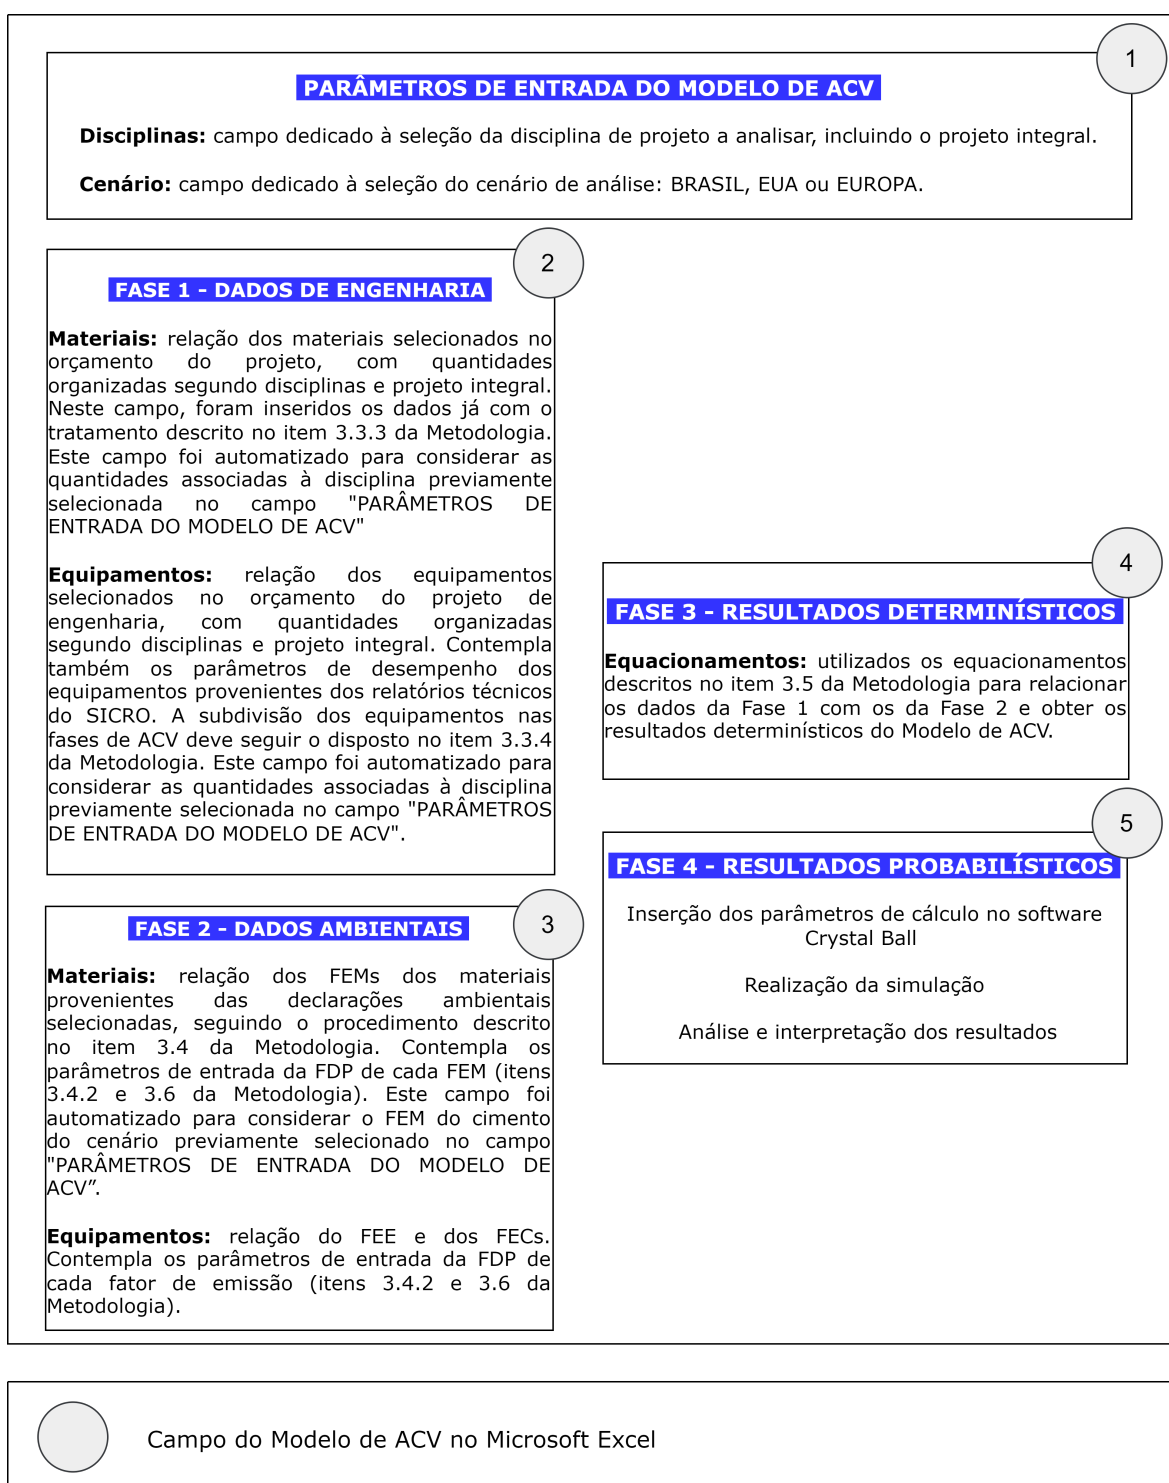 1
PARÂMETROS DE ENTRADA DO MODELO DE ACV
Disciplinas: campo dedicado à seleção da disciplina de projeto a analisar, incluindo o projeto integral.
Cenário: campo dedicado à seleção do cenário de análise: BRASIL, EUA ou EUROPA.
2
FASE 1 - DADOS DE ENGENHARIA
Materiais: relação dos materiais selecionados no
orçamento do projeto, com quantidades
organizadas segundo disciplinas e projeto integral.
Neste campo, foram inseridos os dados já com o
tratamento descrito no item 3.3.3 da Metodologia.
Este campo foi automatizado para considerar as
quantidades associadas à disciplina previamente
selecionada no campo "PARÂMETROS DE
ENTRADA DO MODELO DE ACV"
Equipamentos: relação dos equipamentos
selecionados no orçamento do projeto de
engenharia, com quantidades organizadas
segundo disciplinas e projeto integral. Contempla
também os parâmetros de desempenho dos
equipamentos provenientes dos relatórios técnicos
do SICRO. A subdivisão dos equipamentos nas
fases de ACV deve seguir o disposto no item 3.3.4
da Metodologia. Este campo foi automatizado para
considerar as quantidades associadas à disciplina
previamente selecionada no campo "PARÂMETROS
DE ENTRADA DO MODELO DE ACV".
3
FASE 2 - DADOS AMBIENTAIS
Materiais: relação dos FEMs dos materiais
provenientes das declarações ambientais
selecionadas, seguindo o procedimento descrito
no item 3.4 da Metodologia. Contempla os
parâmetros de entrada da FDP de cada FEM (itens
3.4.2 e 3.6 da Metodologia). Este campo foi
automatizado para considerar o FEM do cimento
do cenário previamente selecionado no campo
"PARÂMETROS DE ENTRADA DO MODELO DE
ACV”.
Equipamentos: relação do FEE e dos FECs.
Contempla os parâmetros de entrada da FDP de
cada fator de emissão (itens 3.4.2 e 3.6 da
Metodologia).
4
FASE 3 - RESULTADOS DETERMINÍSTICOS
Equacionamentos: utilizados os equacionamentos
descritos no item 3.5 da Metodologia para relacionar
os dados da Fase 1 com os da Fase 2 e obter os
resultados determinísticos do Modelo de ACV.
5
FASE 4 - RESULTADOS PROBABILÍSTICOS
Inserção dos parâmetros de cálculo no software
Crystal Ball
Realização da simulação
Análise e interpretação dos resultados
Campo do Modelo de ACV no Microsoft Excel